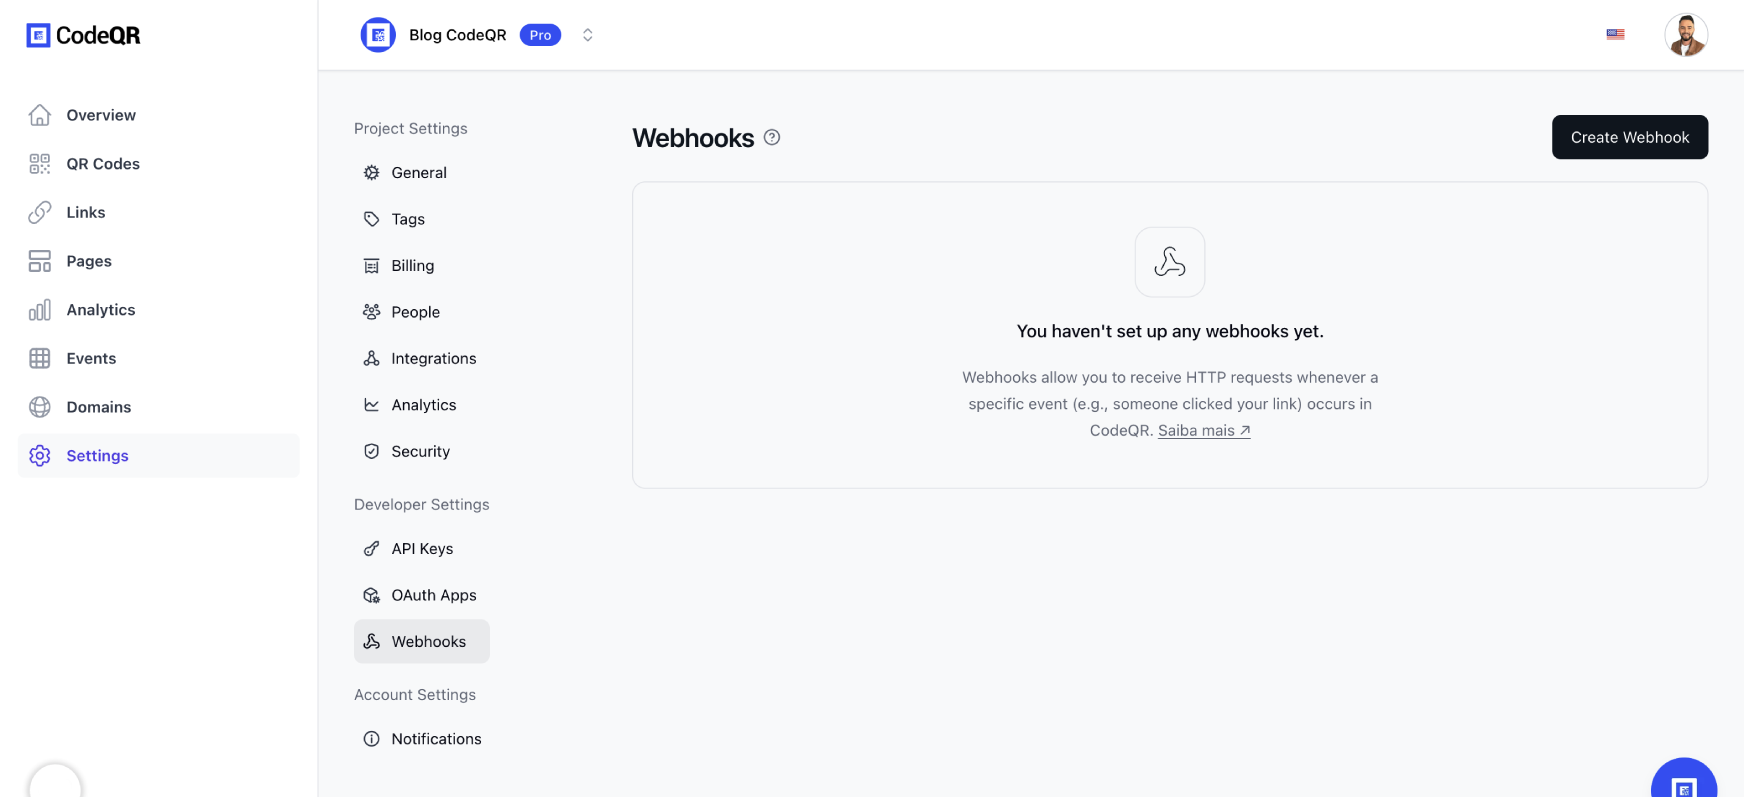 CodeQR
Blog CodeQR
Pro
Overview
QR Codes
Links
Pages
Analytics
Events
Domains
Settings
Project Settings
General
Tags
Billing
People
Integrations
Analytics
Security
Developer Settings
API Keys
OAuth Apps
Webhooks
Account Settings
Notifications
Webhooks
Create Webhook
You haven't set up any webhooks yet.
Webhooks allow you to receive HTTP requests whenever a
specific event (e.g., someone clicked your link) occurs in
CodeQR. Saiba mais ↗